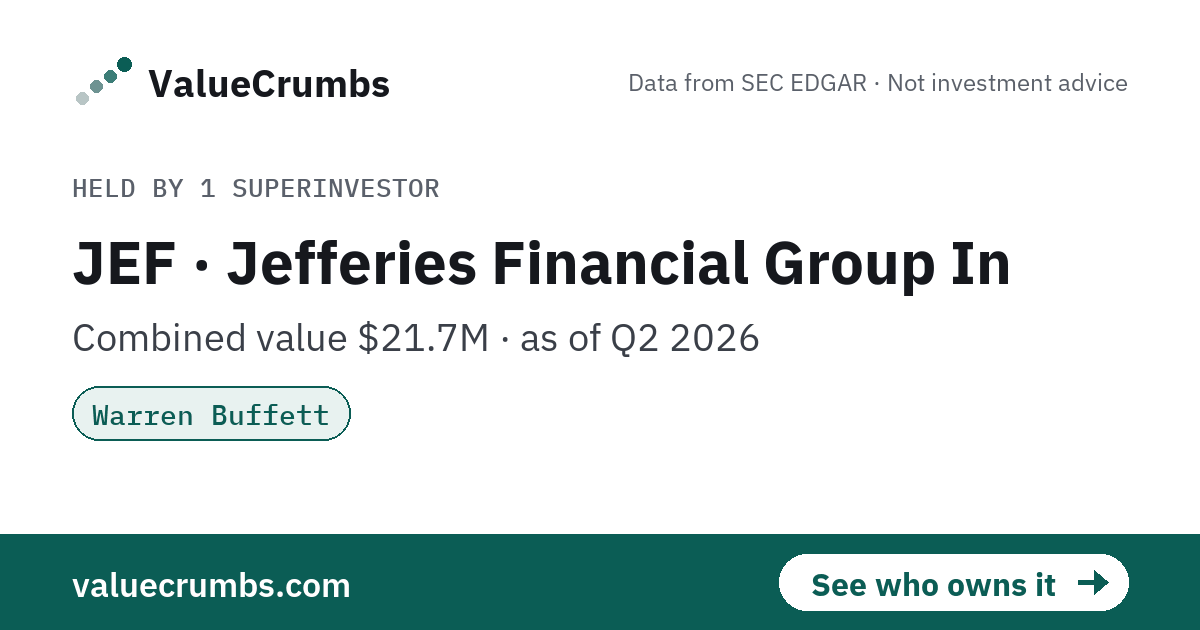 ValueCrumbs
Data from SEC EDGAR · Not investment advice
HELD BY 1 SUPERINVESTOR
JEF · Jefferies Financial Group In
Combined value $21.7M · as of Q2 2026
Warren Buffett
valuecrumbs.com
See who owns it →